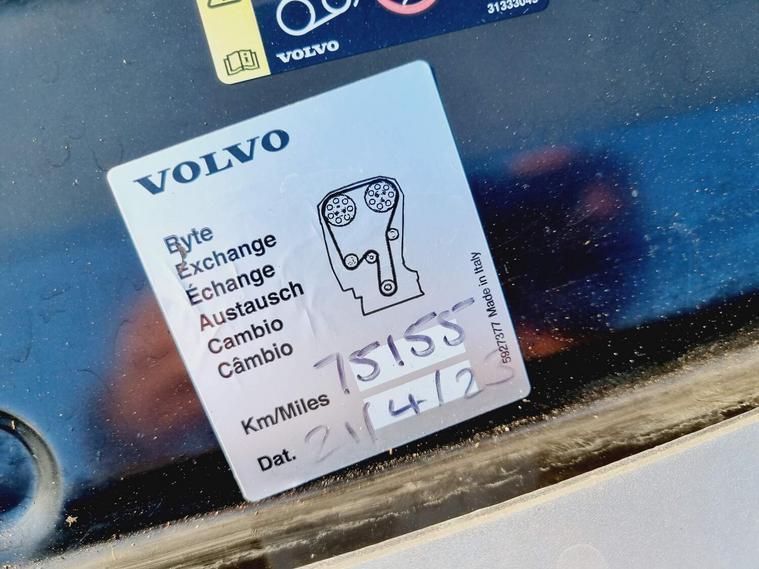 31333043
VOLVO
VOLVO
Byte
Exchange
Échange
Austausch
Cambio
Câmbio
Km/Miles 75155
Dat. 21/4/23
5927377 Made in Italy